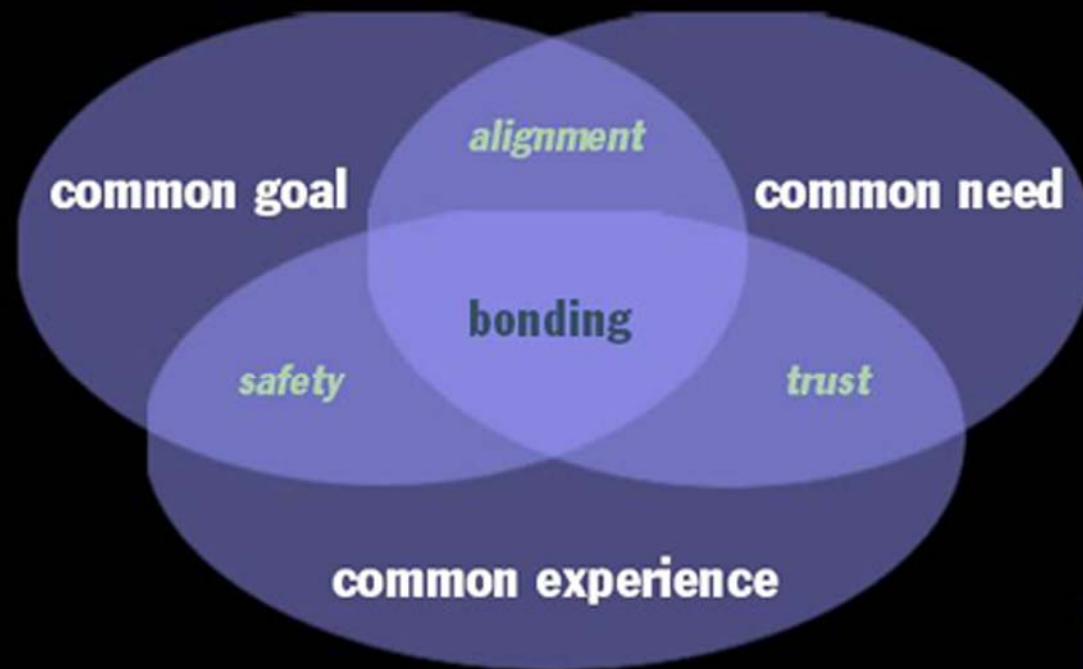 alignment
common goal
common need
bonding
safety
trust
common experience